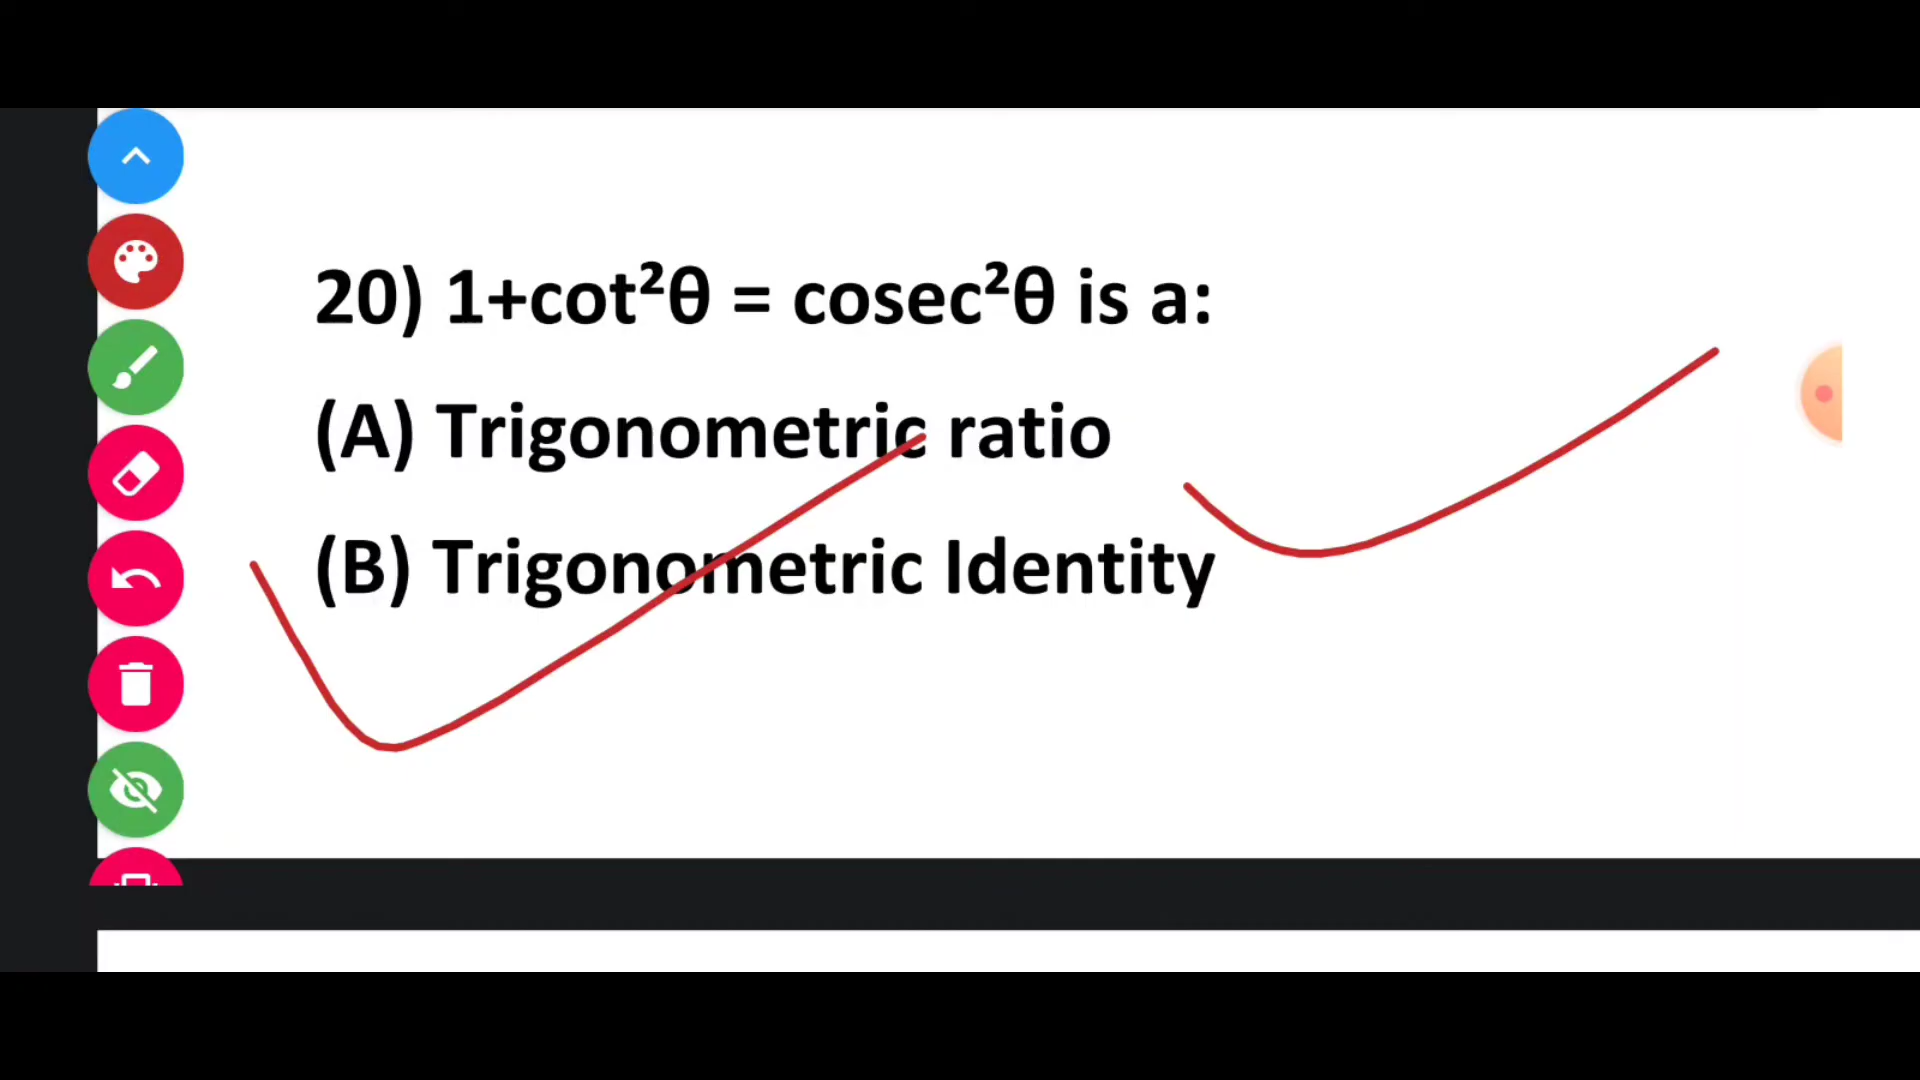 20) 1+cot²θ = cosec²θ is a:
(A) Trigonometric ratio
(B) Trigonometric Identity